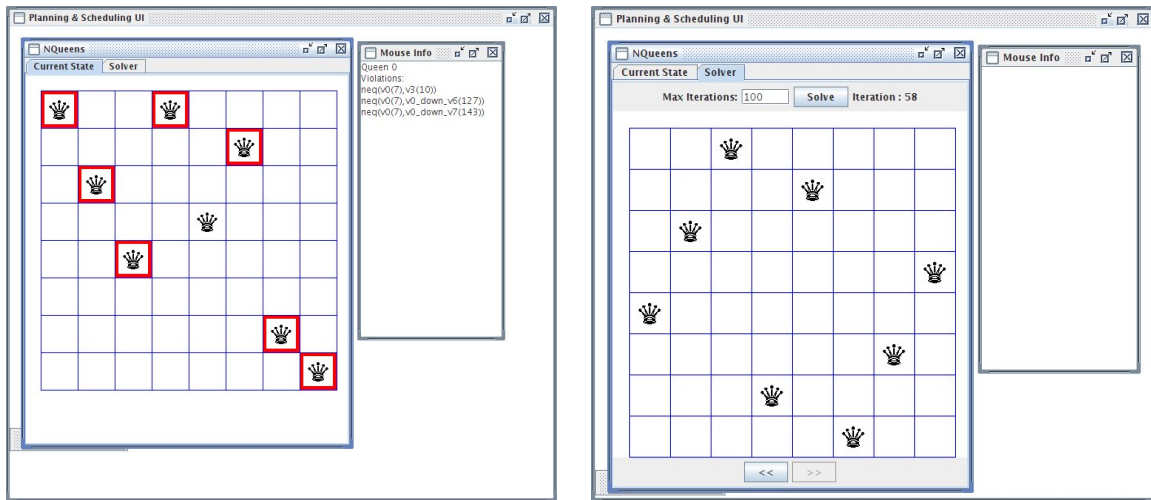 Planning & Scheduling UI
NQueens
Current State Solver
Mouse Info
Queen 0
Violations:
neq(v0(7),v3(10))
neq(v0(7),v0_down_v6(127))
neq(v0(7),v0_down_v7(143))
Planning & Scheduling UI
NQueens
Current State Solver
Max Iterations: 100 Solve Iteration : 58
<< >>
Mouse Info